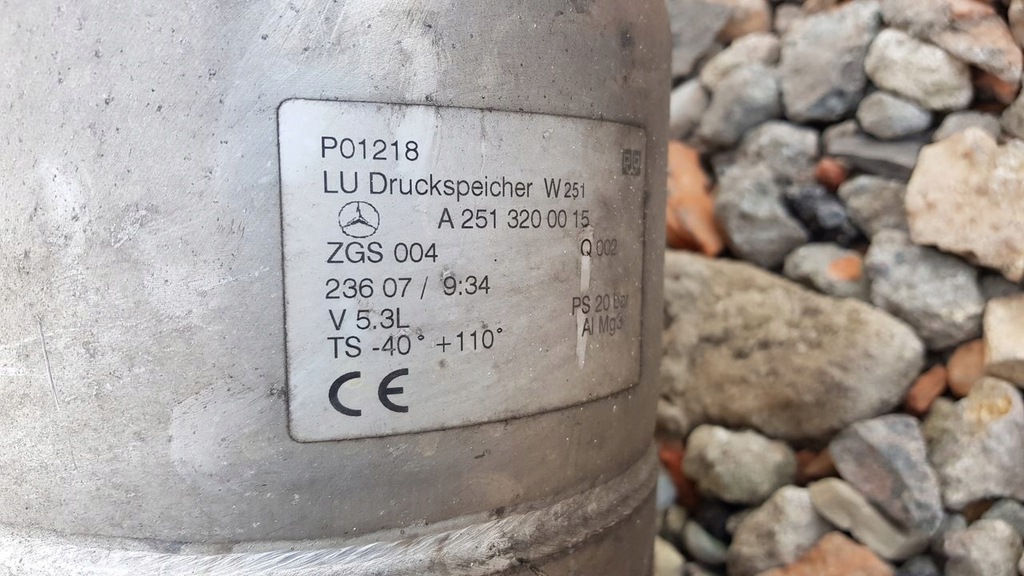 P01218
LU Druckspeicher W251
A 251 320 00 15
ZGS 004 Q 002
236 07 / 9:34
V 5.3L PS 20 Bar
TS -40° +110° Al Mg3
CE